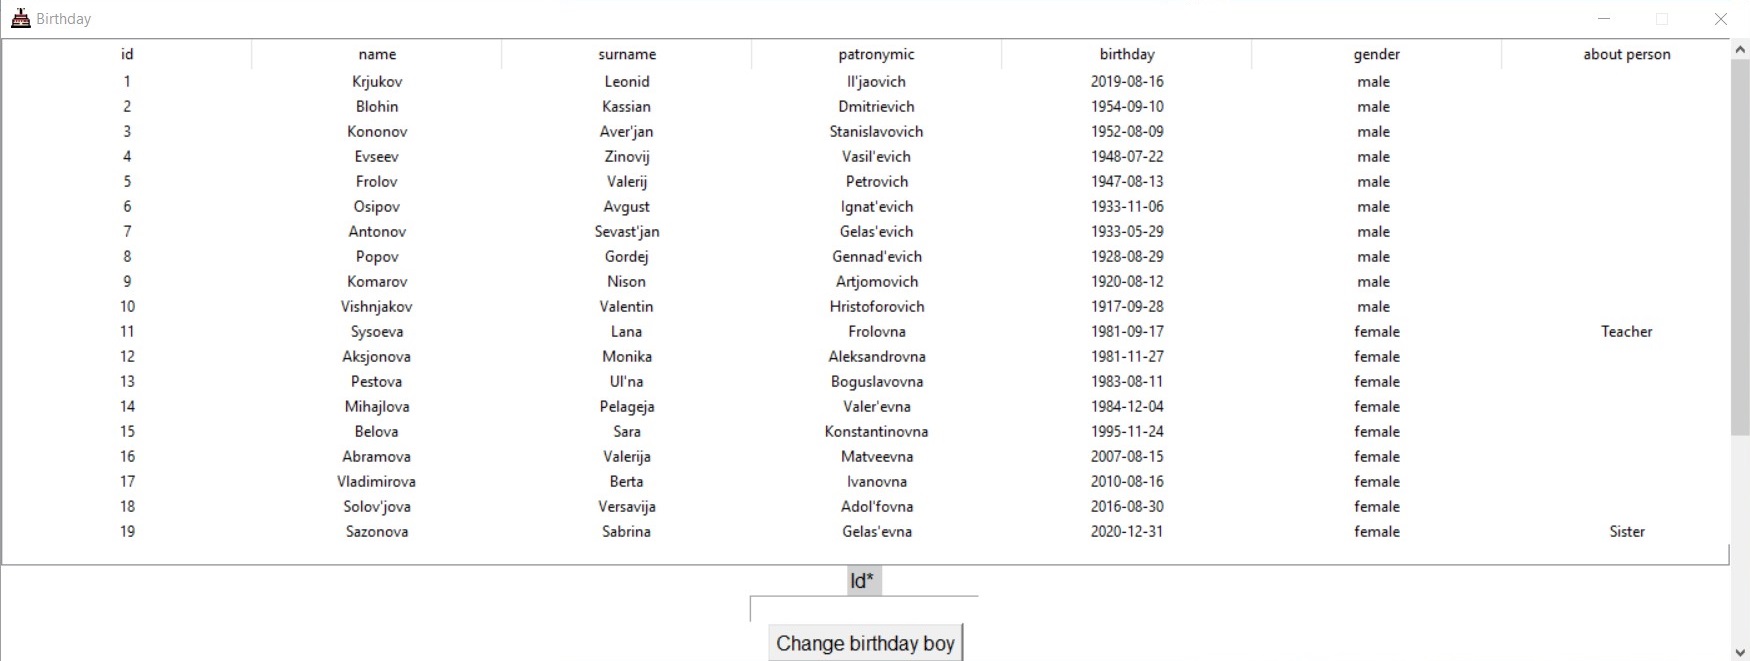 Birthday
id name surname patronymic birthday gender about person
1 Krjukov Leonid Il'jaovich 2019-08-16 male
2 Blohin Kassian Dmitrievich 1954-09-10 male
3 Kononov Aver'jan Stanislavovich 1952-08-09 male
4 Evseev Zinovij Vasil'evich 1948-07-22 male
5 Frolov Valerij Petrovich 1947-08-13 male
6 Osipov Avgust Ignat'evich 1933-11-06 male
7 Antonov Sevast'jan Gelas'evich 1933-05-29 male
8 Popov Gordej Gennad'evich 1928-08-29 male
9 Komarov Nison Artjomovich 1920-08-12 male
10 Vishnjakov Valentin Hristoforovich 1917-09-28 male
11 Sysoeva Lana Frolovna 1981-09-17 female Teacher
12 Aksjonova Monika Aleksandrovna 1981-11-27 female
13 Pestova Ul'na Boguslavovna 1983-08-11 female
14 Mihajlova Pelageja Valer'evna 1984-12-04 female
15 Belova Sara Konstantinovna 1995-11-24 female
16 Abramova Valerija Matveevna 2007-08-15 female
17 Vladimirova Berta Ivanovna 2010-08-16 female
18 Solov'jova Versavija Adol'fovna 2016-08-30 female
19 Sazonova Sabrina Gelas'evna 2020-12-31 female Sister
Id*
Change birthday boy